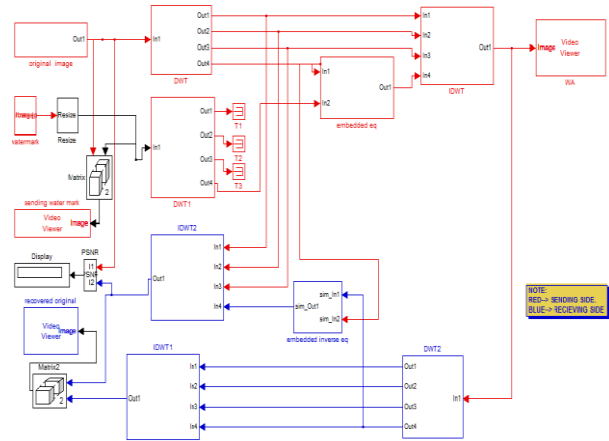 Out1
original image
In1
Out1
Out2
Out3
Out4
DWT
In1
In2
embedded eq
In1
In2
In3
In4
Out1
IDWT
Image
Video
Viewer
WA
watermark
Resize
Resize
In1
Out1
Out2
Out3
Out4
DWT1
T1
T2
T3
Matrix
2
sending water mark
Video
Viewer
Image
Display
PSNR
I1
PSNR
I2
IDWT2
Out1
In1
In2
In3
In4
sim_Out1
sim_In1
sim_In2
embedded inverse eq
NOTE:
RED--> SENDING SIDE.
BLUE--> RECIEVING SIDE
recovered original
Video
Viewer
Image
Matrix2
2
IDWT1
Out1
In1
In2
In3
In4
DWT2
Out1
Out2
Out3
Out4
In1